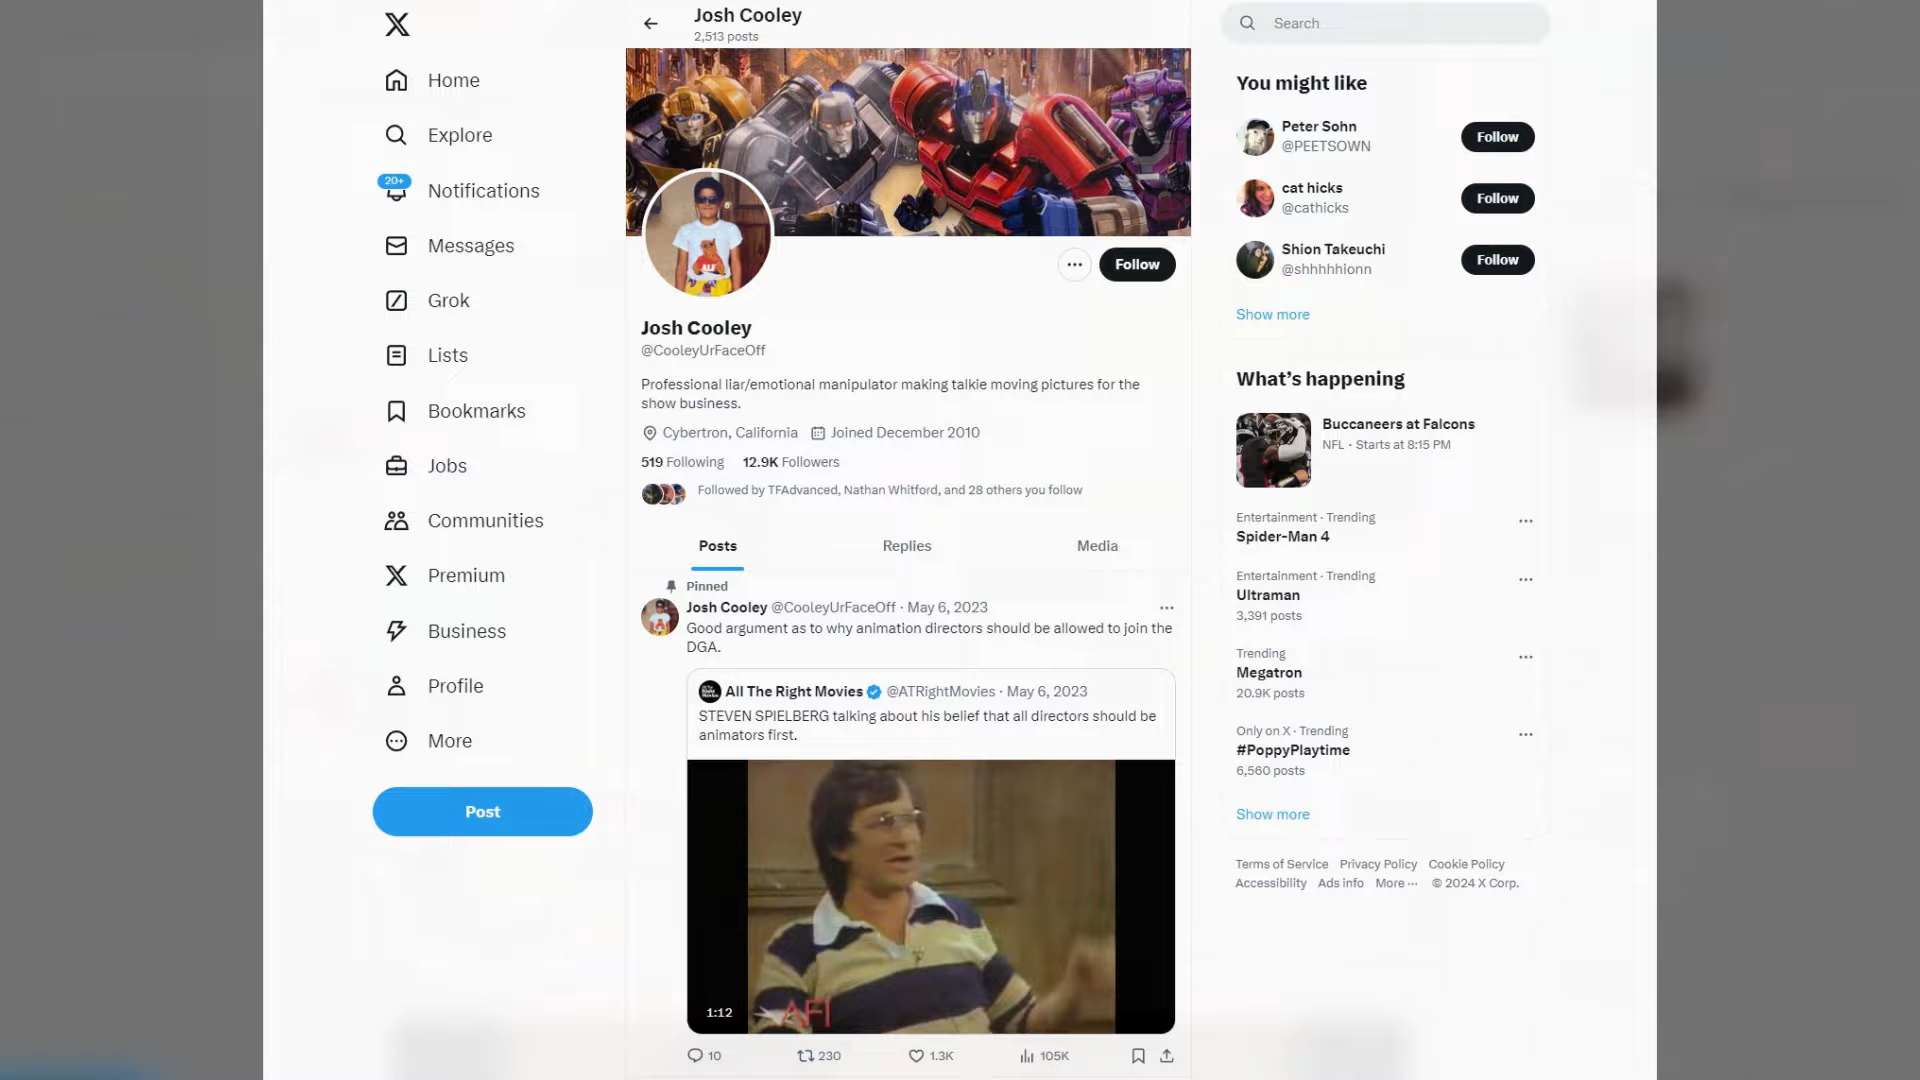 Home
Explore
20+
Notifications
Messages
Grok
Lists
Bookmarks
Jobs
Communities
Premium
Business
Profile
More
Post
Josh Cooley
2,513 posts
ALF
Follow
Josh Cooley
@CooleyUrFaceOff
Professional liar/emotional manipulator making talkie moving pictures for the
show business.
Cybertron, California Joined December 2010
519 Following 12.9K Followers
Followed by TFAdvanced, Nathan Whitford, and 28 others you follow
Posts Replies Media
Pinned
Josh Cooley @CooleyUrFaceOff · May 6, 2023
Good argument as to why animation directors should be allowed to join the
DGA.
All The Right Movies @ATRightMovies · May 6, 2023
STEVEN SPIELBERG talking about his belief that all directors should be
animators first.
1:12
AFI
10 230 1.3K 105K
Search
You might like
Peter Sohn
@PEETSOWN
Follow
cat hicks
@cathicks
Follow
Shion Takeuchi
@shhhhhionn
Follow
Show more
What's happening
Buccaneers at Falcons
NFL · Starts at 8:15 PM
Entertainment · Trending
Spider-Man 4
Entertainment · Trending
Ultraman
3,391 posts
Trending
Megatron
20.9K posts
Only on X · Trending
#PoppyPlaytime
6,560 posts
Show more
Terms of Service Privacy Policy Cookie Policy
Accessibility Ads info More ··· © 2024 X Corp.